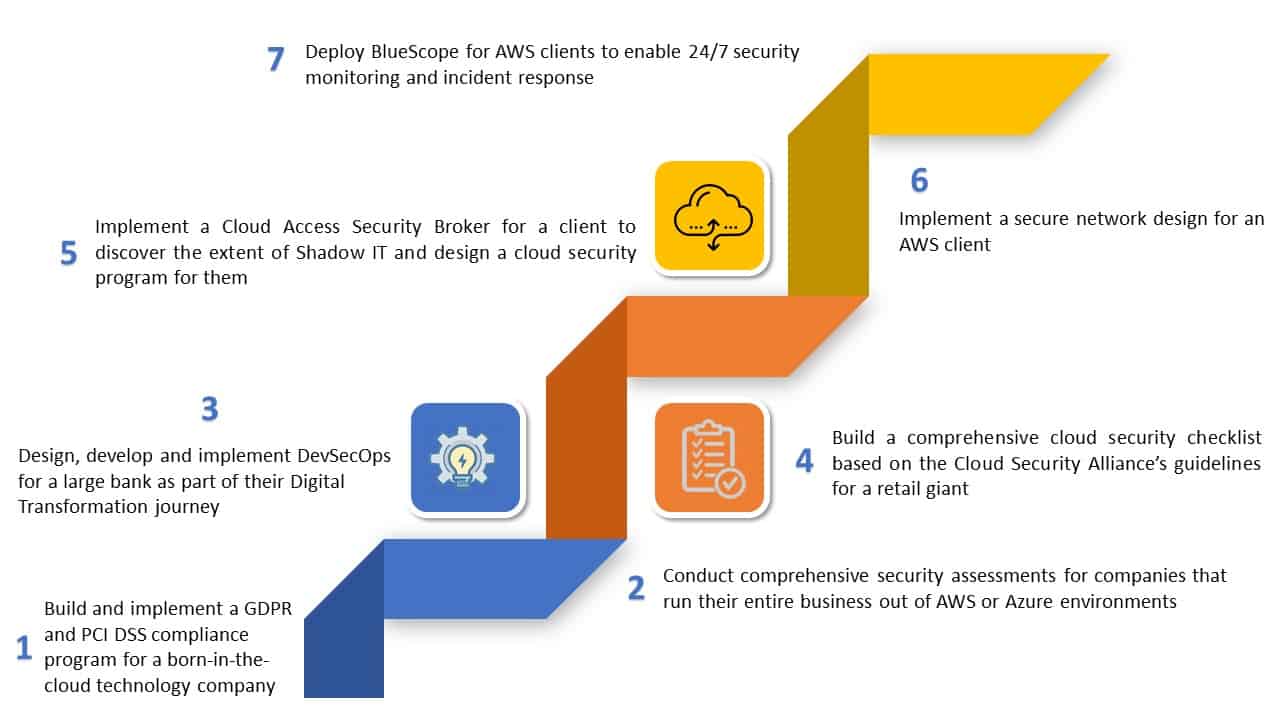 7
Deploy BlueScope for AWS clients to enable 24/7 security
monitoring and incident response
6
Implement a secure network design for an
AWS client
5
Implement a Cloud Access Security Broker for a client to
discover the extent of Shadow IT and design a cloud security
program for them
3
Design, develop and implement DevSecOps
for a large bank as part of their Digital
Transformation journey
4
Build a comprehensive cloud security checklist
based on the Cloud Security Alliance’s guidelines
for a retail giant
2
Conduct comprehensive security assessments for companies that
run their entire business out of AWS or Azure environments
1
Build and implement a GDPR
and PCI DSS compliance
program for a born-in-the-
cloud technology company